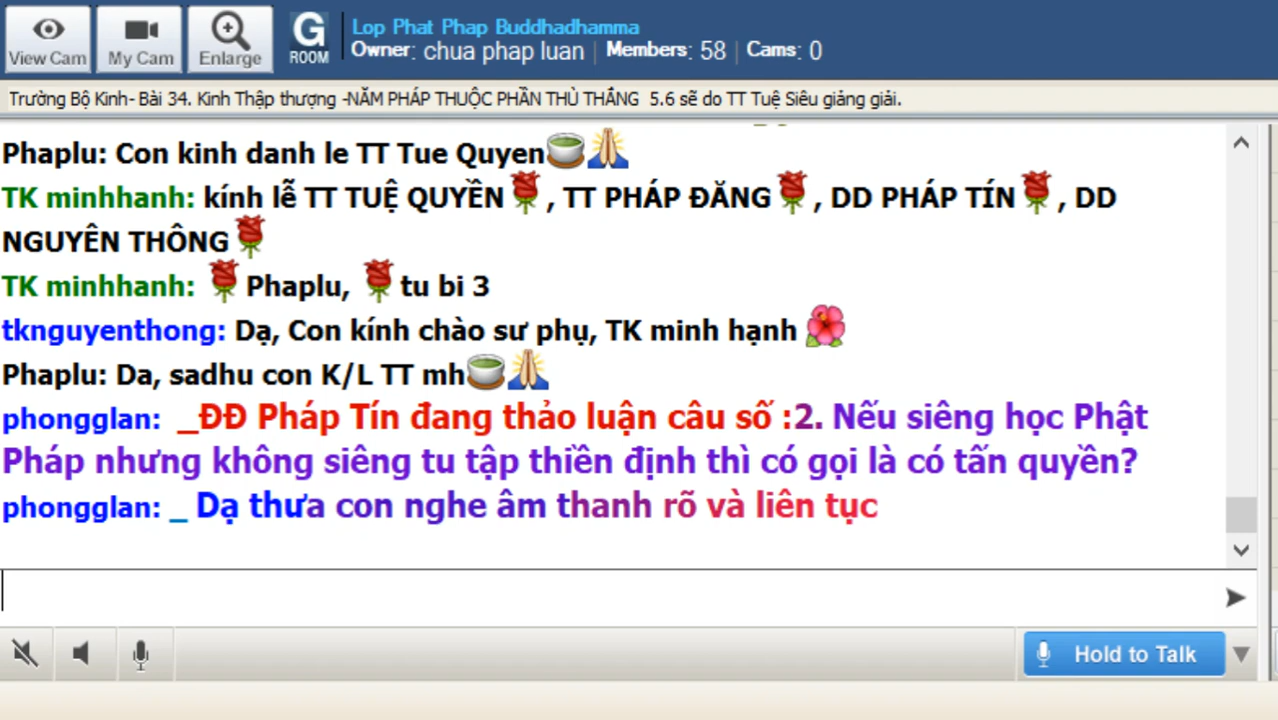 Lop Phat Phap Buddhadhamma
View Cam My Cam Enlarge G ROOM Owner: chua phap luan | Members: 58 | Cams: 0
Trường Bộ Kinh- Bài 34. Kinh Thập thượng -NĂM PHÁP THUỘC PHẦN THÙ THẮNG 5.6 sẽ do TT Tuệ Siêu giảng giải.
Phaplu: Con kinh danh le TT Tue Quyen
TK minhhanh: kính lễ TT TUỆ QUYỀN, TT PHÁP ĐĂNG, DD PHÁP TÍN, DD
NGUYÊN THÔNG
TK minhhanh: Phaplu, tu bi 3
tknguyenthong: Dạ, Con kính chào sư phụ, TK minh hạnh
Phaplu: Da, sadhu con K/L TT mh
phongglan: _ĐĐ Pháp Tín đang thảo luận câu số :2. Nếu siêng học Phật
Pháp nhưng không siêng tu tập thiền định thì có gọi là có tấn quyền?
phongglan: _ Dạ thưa con nghe âm thanh rõ và liên tục
Hold to Talk